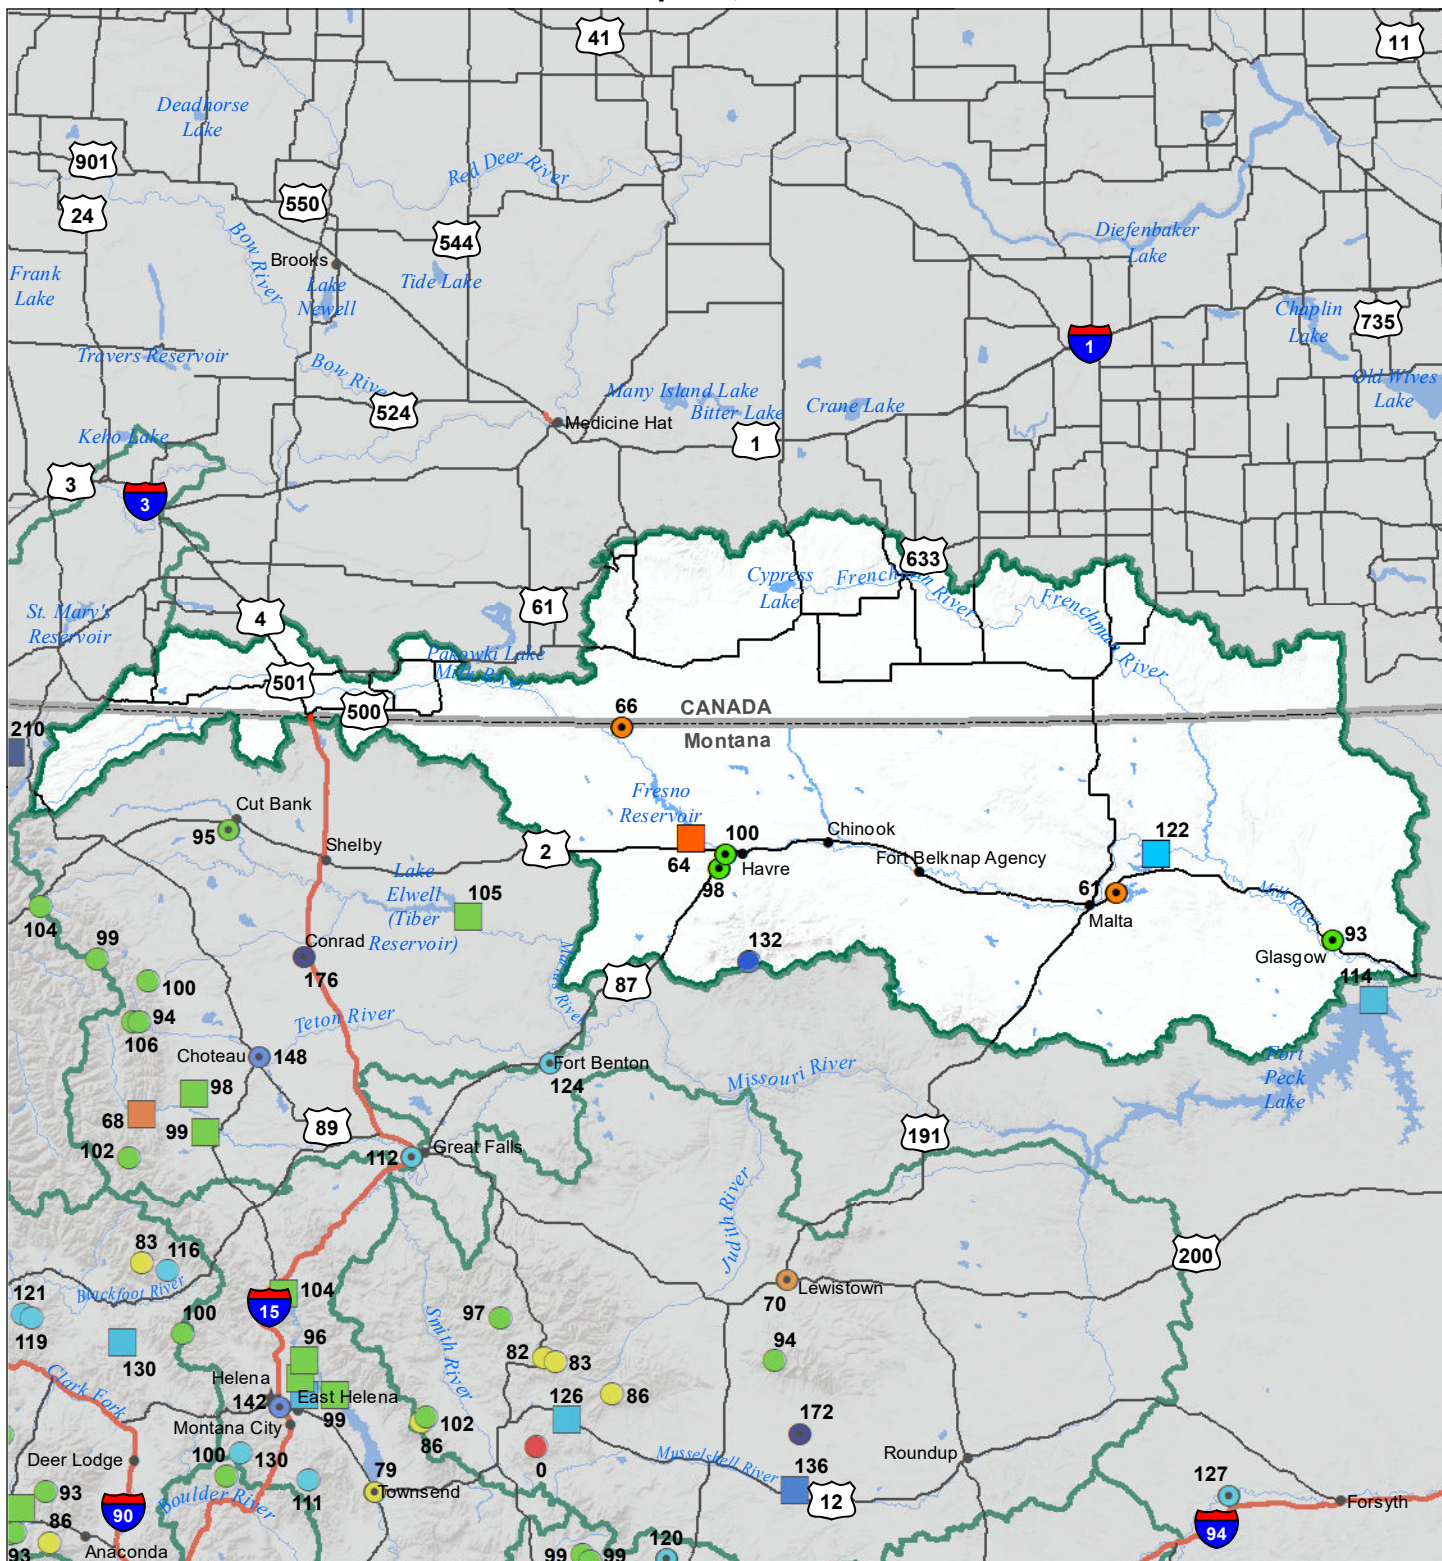 41
11
Deadhorse
Lake
901
Red Deer River
550
24
544
Bow River
Diefenbaker
Lake
Brooks
Frank
Lake
Lake
Newell
Tide Lake
Chaplin
Lake
735
1
Travers Reservoir
Bow River
Many Island Lake
Bitter Lake
Crane Lake
Old Wives
Lake
524
Medicine Hat
1
Keho Lake
3
3
633
Cypress
Lake
Frenchman River
Frenchman River
61
St. Mary's
Reservoir
4
Pakowki Lake
Milk River
501
500
66
CANADA
Montana
210
Fresno
Reservoir
Cut Bank
95
Shelby
2
64
100
Havre
98
Chinook
Fort Belknap Agency
122
61
Malta
Milk River
Lake
Elwell
(Tiber
Reservoir)
105
104
99
Conrad
176
100
132
93
Glasgow
114
87
Marias River
94
106
Teton River
Choteau
148
Fort Benton
124
Missouri River
Fort
Peck
Lake
98
68
99
89
102
112
Great Falls
191
Judith River
200
83
116
Blackfoot River
121
119
104
15
Lewistown
70
100
130
96
97
Smith River
82
83
94
86
Clark Fork
Helena
142
East Helena
99
Montana City
126
102
86
172
0
Deer Lodge
100
130
111
79
Townsend
Musselshell River
136
12
Roundup
127
Forsyth
93
90
Boulder River
86
93
Anaconda
99
99
120
94